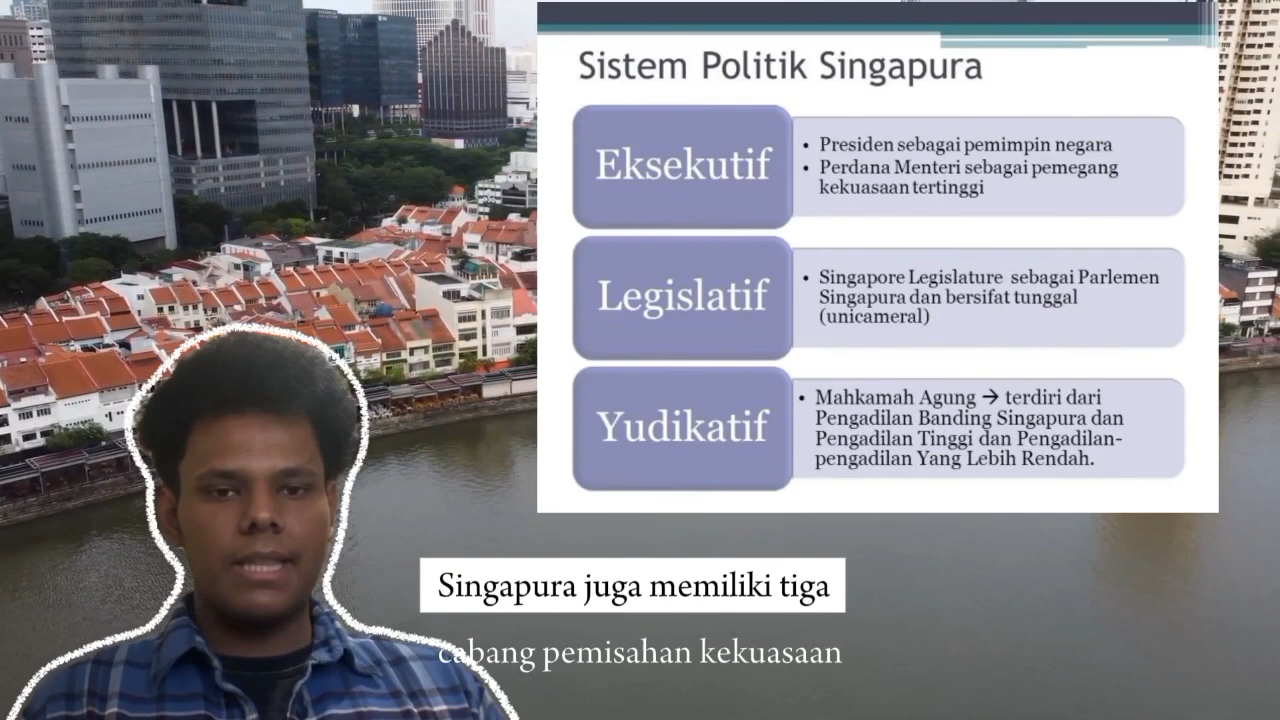 Sistem Politik Singapura
Eksekutif
• Presiden sebagai pemimpin negara
• Perdana Menteri sebagai pemegang
kekuasaan tertinggi
Legislatif
• Singapore Legislature sebagai Parlemen
Singapura dan bersifat tunggal
(unicameral)
Yudikatif
• Mahkamah Agung → terdiri dari
Pengadilan Banding Singapura dan
Pengadilan Tinggi dan Pengadilan-
pengadilan Yang Lebih Rendah.
Singapura juga memiliki tiga
cabang pemisahan kekuasaan